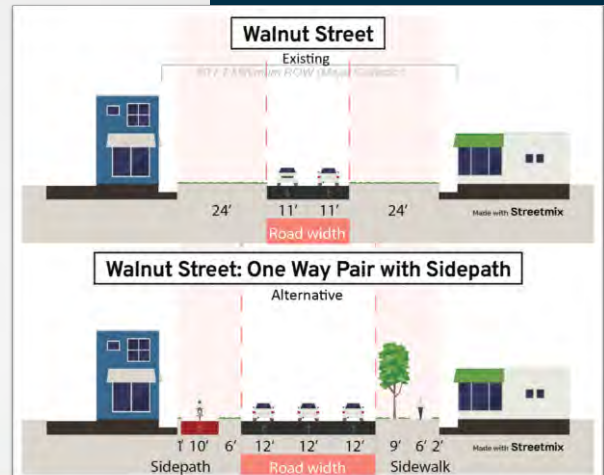 Walnut Street
Existing
24' 11' 11' 24'
Made with Streetmix
Road width
Walnut Street: One Way Pair with Sidepath
Alternative
1' 10' 6' 12' 12' 12' 9' 6' 2'
Made with Streetmix
Sidepath Road width Sidewalk